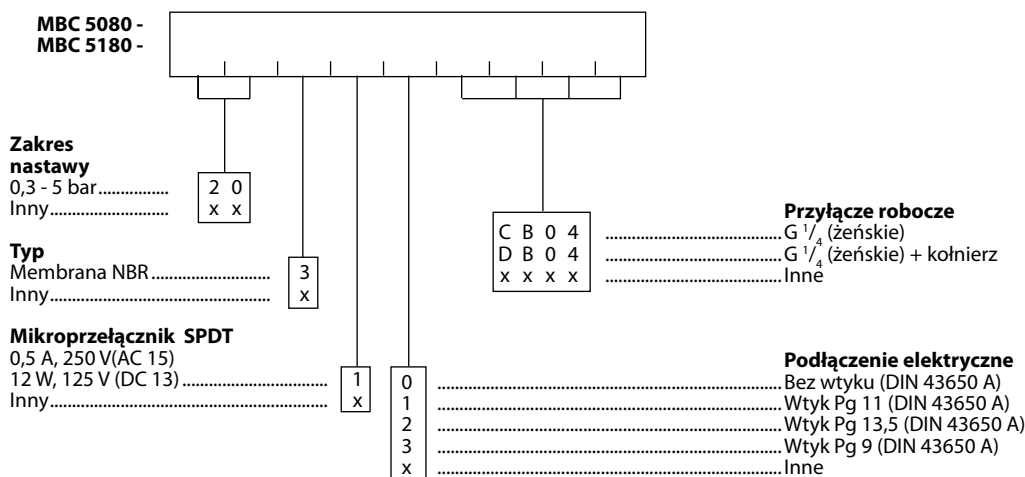 MBC 5080 -
MBC 5180 -
Zakres
nastawy
0,3 - 5 bar................ 2 0
Inny........................... x x
Przyłącze robocze
C B 0 4 ........................................G 1/4 (żeńskie)
D B 0 4 ........................................G 1/4 (żeńskie) + kołnierz
x x x x ........................................Inne
Typ
Membrana NBR........................... 3
Inny.................................................. x
Mikroprzełącznik SPDT
0,5 A, 250 V(AC 15)
12 W, 125 V (DC 13)................................. 1
Inny................................................................ x
Podłączenie elektryczne
0 ................................................................................Bez wtyku (DIN 43650 A)
1 ................................................................................Wtyk Pg 11 (DIN 43650 A)
2 ................................................................................Wtyk Pg 13,5 (DIN 43650 A)
3 ................................................................................Wtyk Pg 9 (DIN 43650 A)
x ................................................................................Inne